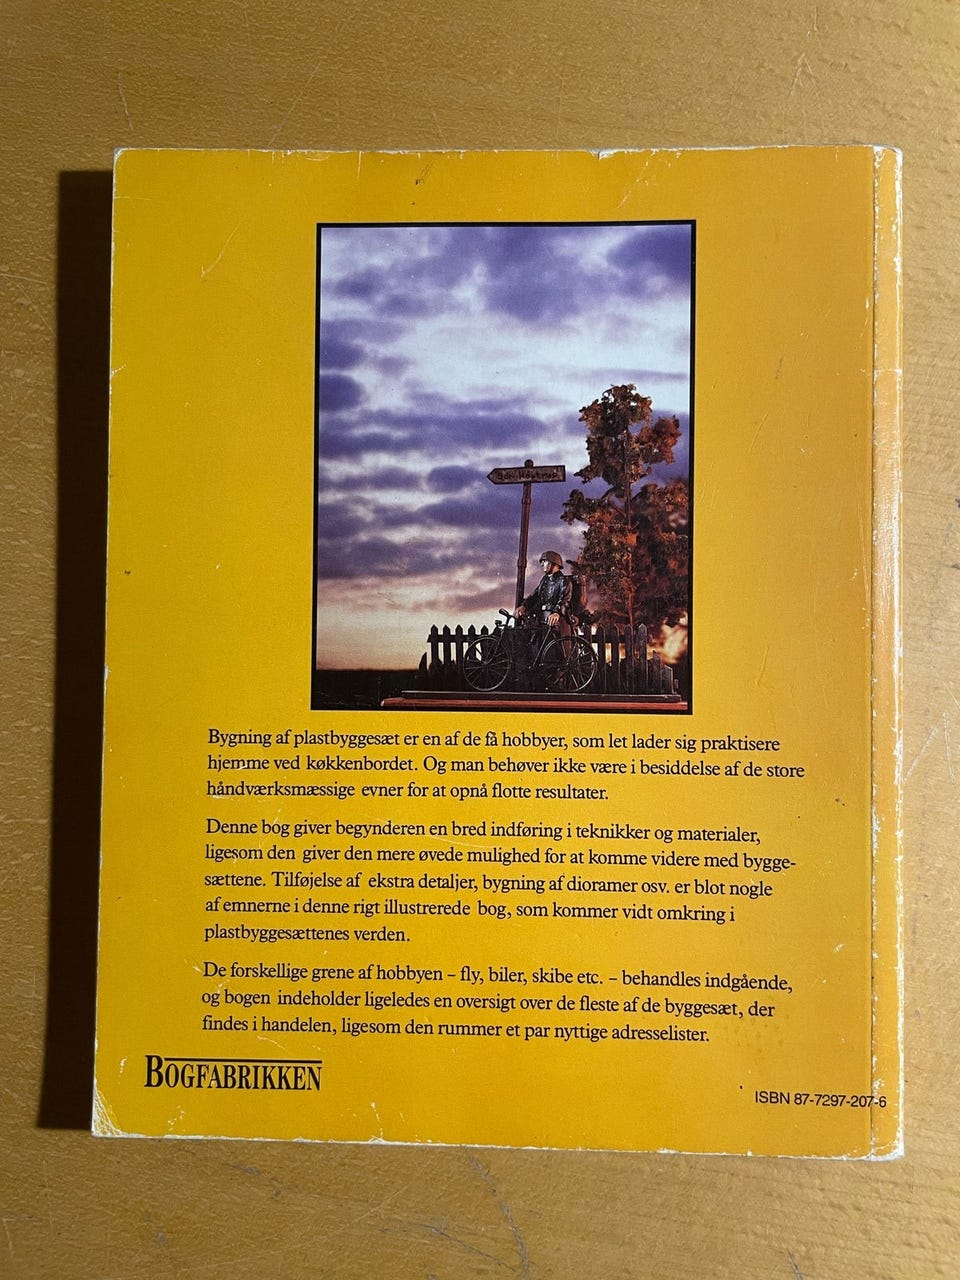 Bygning af plastbyggesæt er en af de få hobbyer, som let lader sig praktisere
hjemme ved køkkenbordet. Og man behøver ikke være i besiddelse af de store
håndværksmæssige evner for at opnå flotte resultater.
Denne bog giver begynderen en bred indføring i teknikker og materialer,
ligesom den giver den mere øvede mulighed for at komme videre med bygge-
sættene. Tilføjelse af ekstra detaljer, bygning af dioramer osv. er blot nogle
af emnerne i denne rigt illustrerede bog, som kommer vidt omkring i
plastbyggesættenes verden.
De forskellige grene af hobbyen – fly, biler, skibe etc. – behandles indgående,
og bogen indeholder ligeledes en oversigt over de fleste af de byggesæt, der
findes i handelen, ligesom den rummer et par nyttige adresselister.
BOGFABRIKKEN
ISBN 87-7297-207-6